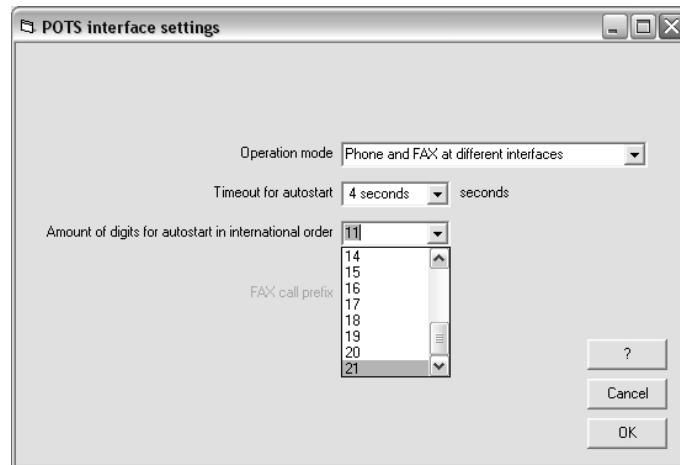 POTS interface settings
Operation mode Phone and FAX at different interfaces
Timeout for autostart 4 seconds seconds
Amount of digits for autostart in international order 11
14
15
16
FAX call prefix
17
18
19
20
21
?
Cancel
OK